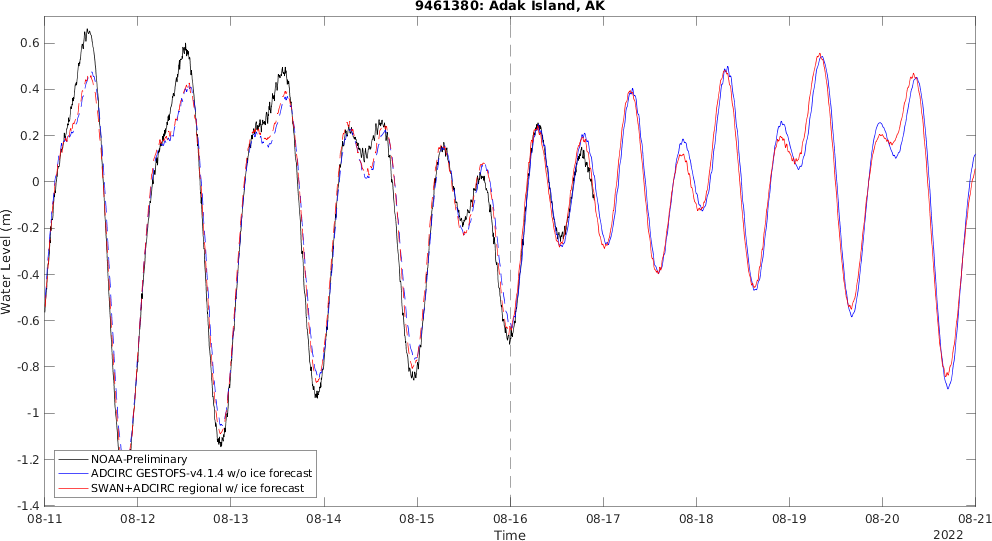 9461380: Adak Island, AK
0.6
0.4
0.2
0
-0.2
-0.4
-0.6
-0.8
-1
-1.2
-1.4
Water Level (m)
NOAA-Preliminary
ADCIRC GESTOFS-v4.1.4 w/o ice forecast
SWAN+ADCIRC regional w/ ice forecast
08-11 08-12 08-13 08-14 08-15 08-16 08-17 08-18 08-19 08-20 08-21
Time
2022